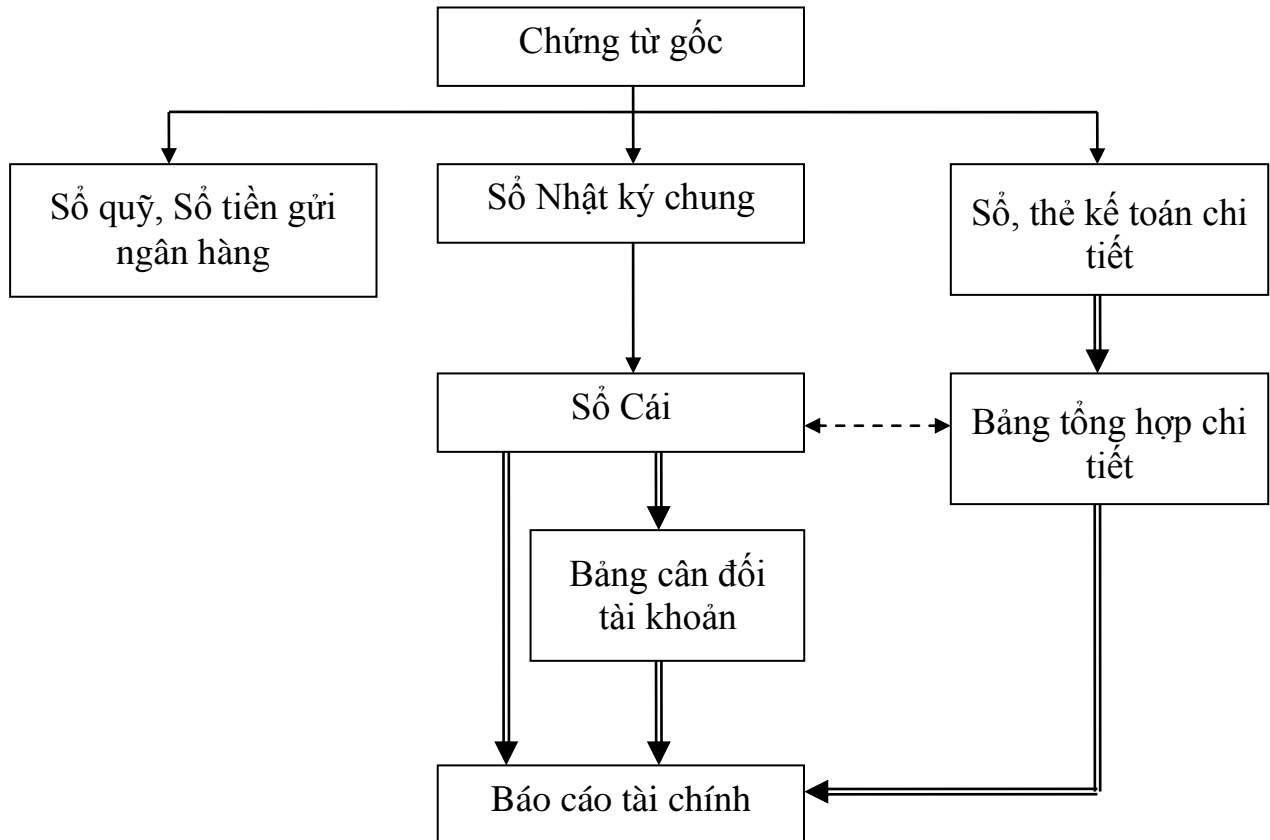 Chứng từ gốc
Sổ quỹ, Sổ tiền gửi
ngân hàng
Sổ Nhật ký chung
Sổ, thẻ kế toán chi
tiết
Sổ Cái
Bảng tổng hợp chi
tiết
Bảng cân đối
tài khoản
Báo cáo tài chính